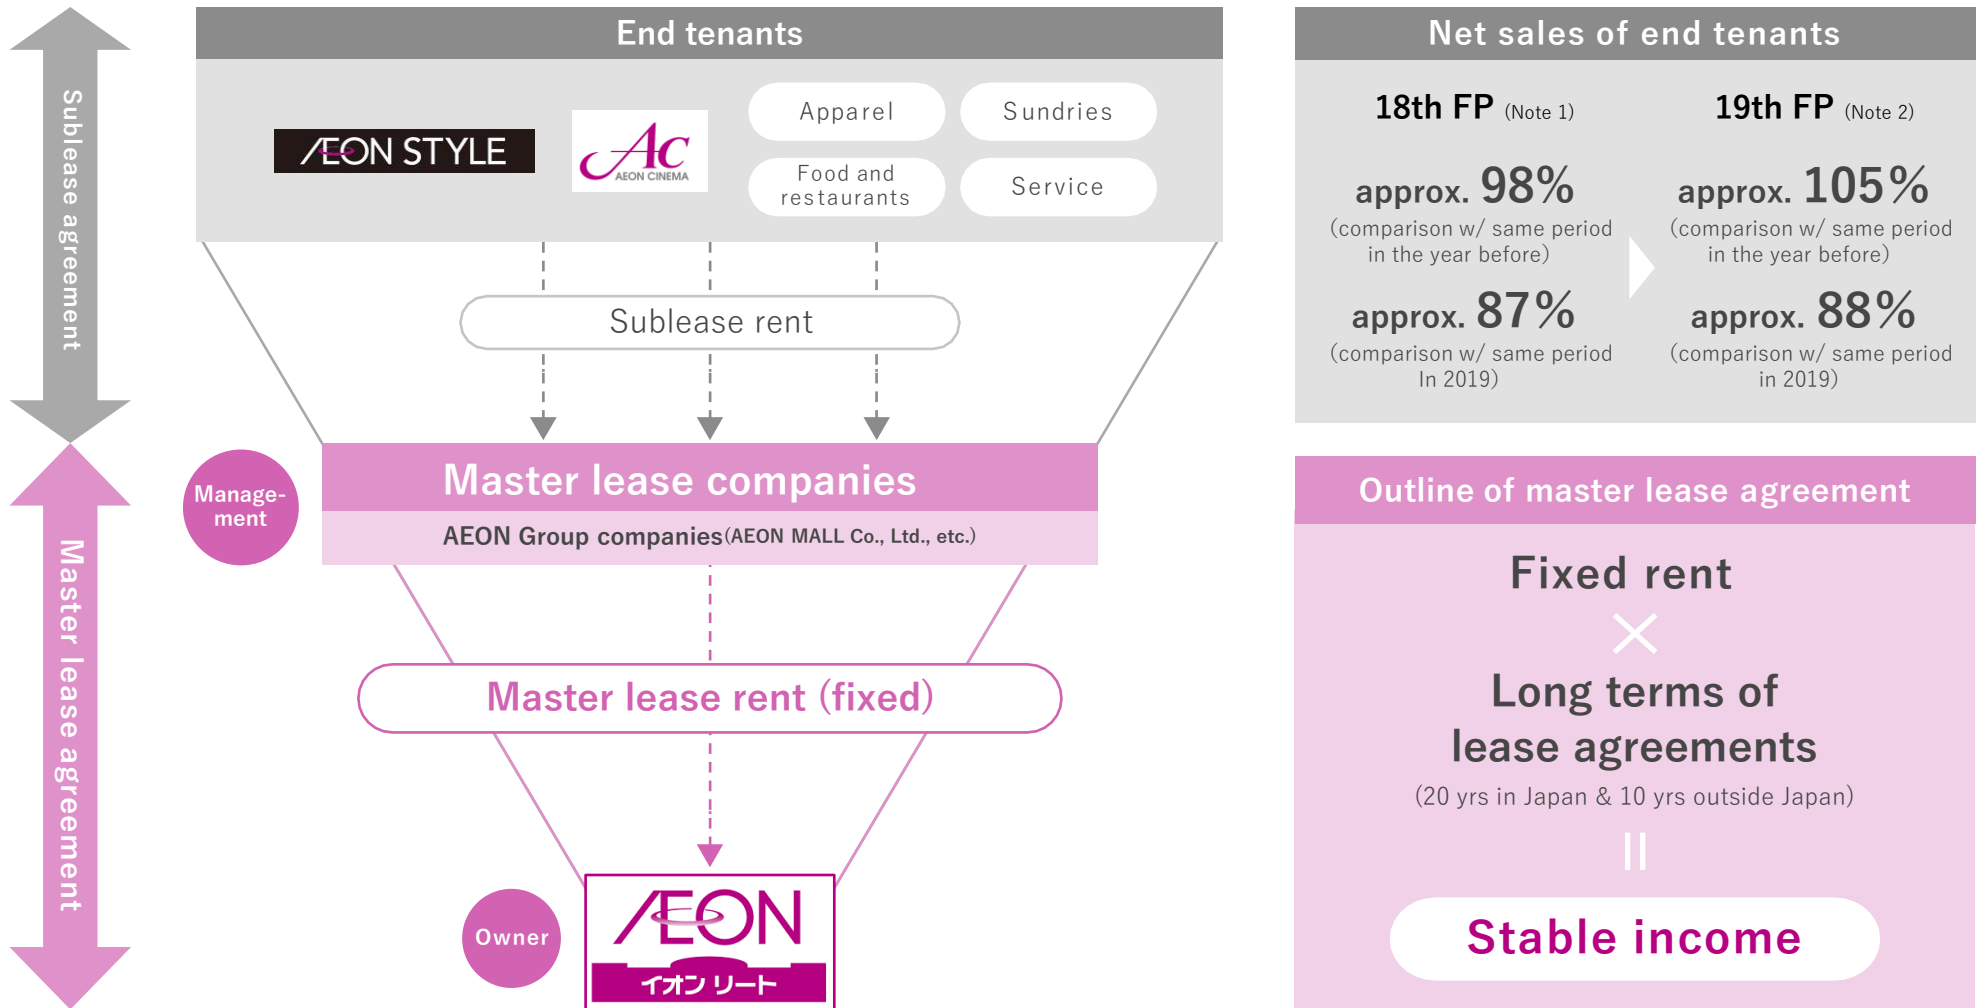 Sublease agreement
Master lease agreement
End tenants
ÆON STYLE
AC
AEON CINEMA
Apparel
Sundries
Food and
restaurants
Service
Sublease rent
Manage-
ment
Master lease companies
AEON Group companies(AEON MALL Co., Ltd., etc.)
Master lease rent (fixed)
Owner
ÆON
イオン リート
Net sales of end tenants
18th FP (Note 1)
approx. 98%
(comparison w/ same period
in the year before)
approx. 87%
(comparison w/ same period
In 2019)
19th FP (Note 2)
approx. 105%
(comparison w/ same period
in the year before)
approx. 88%
(comparison w/ same period
in 2019)
Outline of master lease agreement
Fixed rent
×
Long terms of
lease agreements
(20 yrs in Japan & 10 yrs outside Japan)
=
Stable income